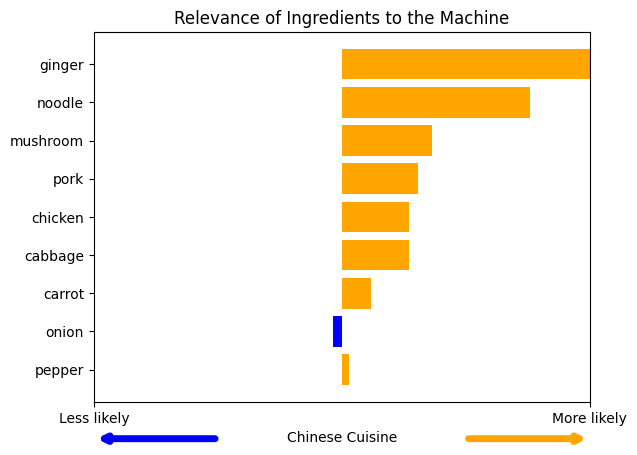 Relevance of Ingredients to the Machine
ginger
noodle
mushroom
pork
chicken
cabbage
carrot
onion
pepper
Less likely More likely
Chinese Cuisine